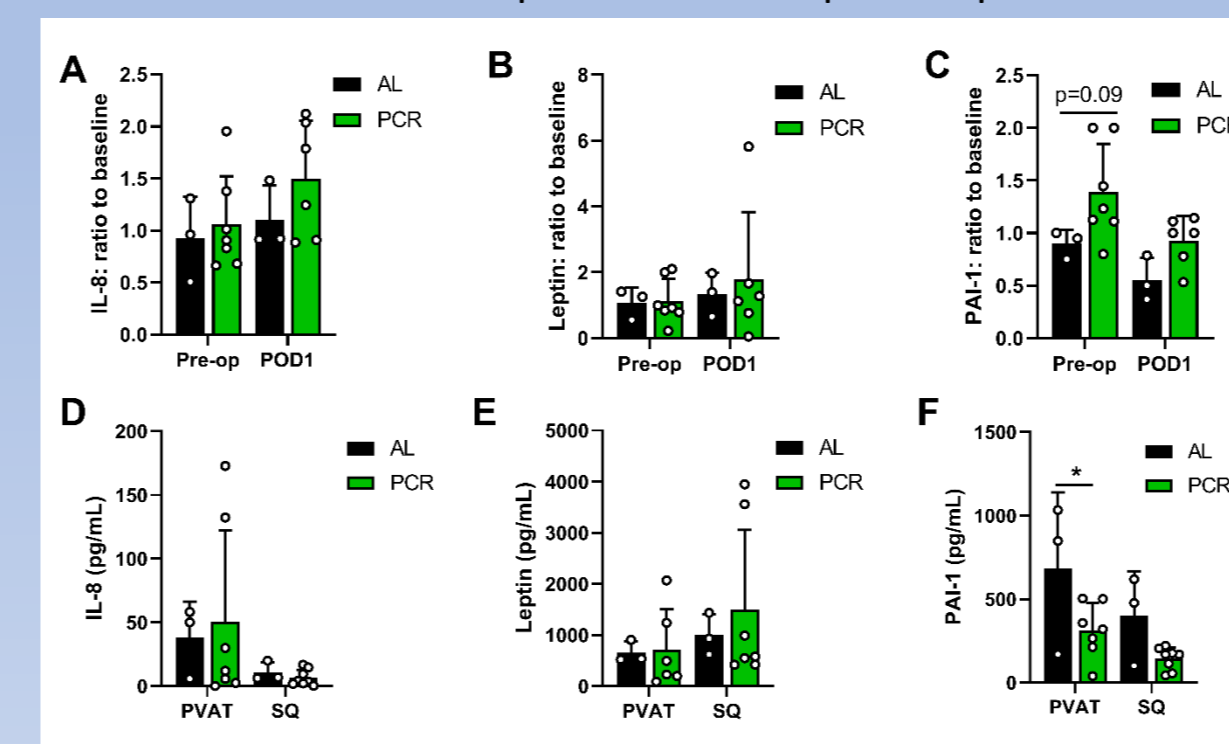 A
IL-8: ratio to baseline
2.5
2.0
1.5
1.0
0.5
0.0
Pre-op
POD1
AL
PCR
B
Leptin: ratio to baseline
8
6
4
2
0
Pre-op
POD1
AL
PCR
C
PAI-1: ratio to baseline
2.5
2.0
1.5
1.0
0.5
0.0
p=0.09
Pre-op
POD1
AL
D
IL-8 (pg/mL)
200
150
100
50
0
PVAT
SQ
AL
PCR
E
Leptin (pg/mL)
5000
4000
3000
2000
1000
0
PVAT
SQ
AL
PCR
F
PAI-1 (pg/mL)
1500
1000
500
0
*
PVAT
SQ
AL
PCR